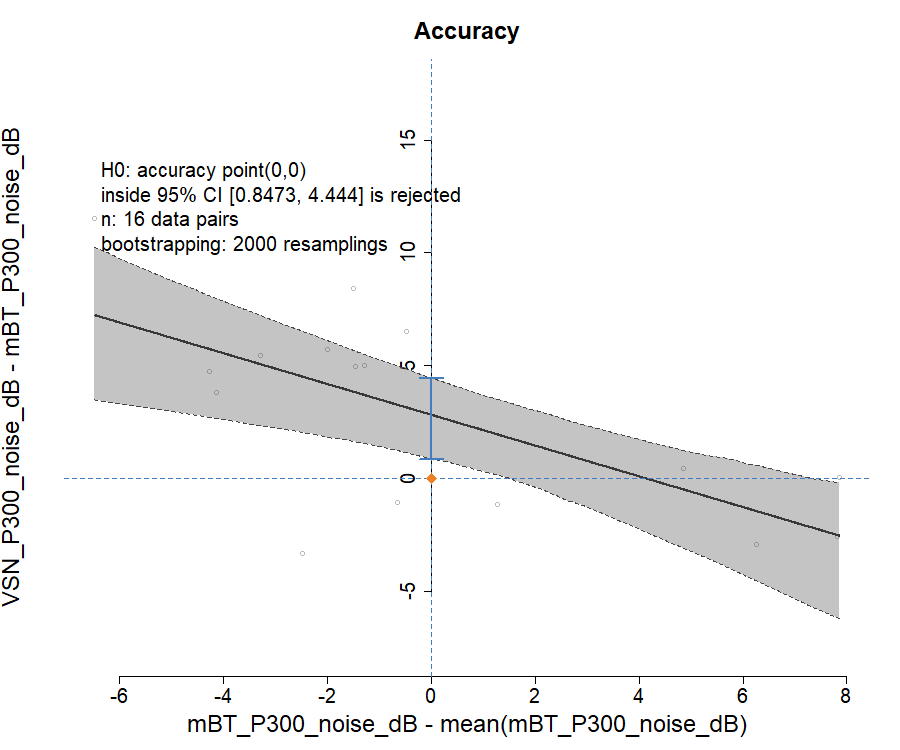 Accuracy
H0: accuracy point(0,0)
inside 95% CI [0.8473, 4.444] is rejected
n: 16 data pairs
bootstrapping: 2000 resamplings
VSN_P300_noise_dB - mBT_P300_noise_dB
15
10
5
0
-5
-6 -4 -2 0 2 4 6 8
mBT_P300_noise_dB - mean(mBT_P300_noise_dB)